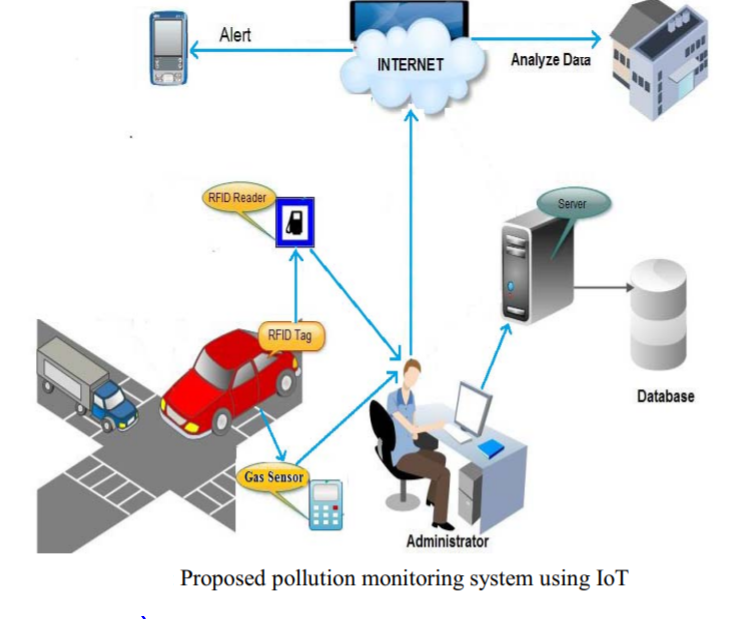 Alert
INTERNET
Analyze Data
RFID Reader
Server
RFID Tag
Database
Gas Sensor
Administrator
Proposed pollution monitoring system using IoT